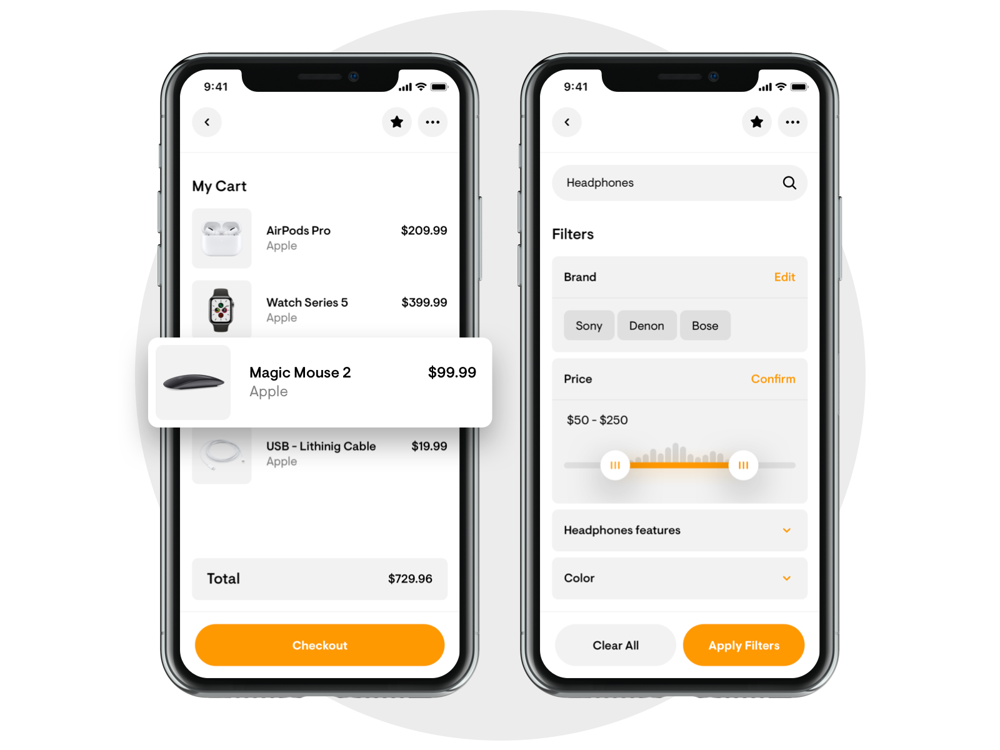 9:41
My Cart
AirPods Pro $209.99
Apple
Watch Series 5 $399.99
Apple
Magic Mouse 2 $99.99
Apple
USB - Lithinig Cable $19.99
Apple
Total $729.96
Checkout
9:41
Headphones
Filters
Brand Edit
Sony Denon Bose
Price Confirm
$50 - $250
Headphones features
Color
Clear All Apply Filters